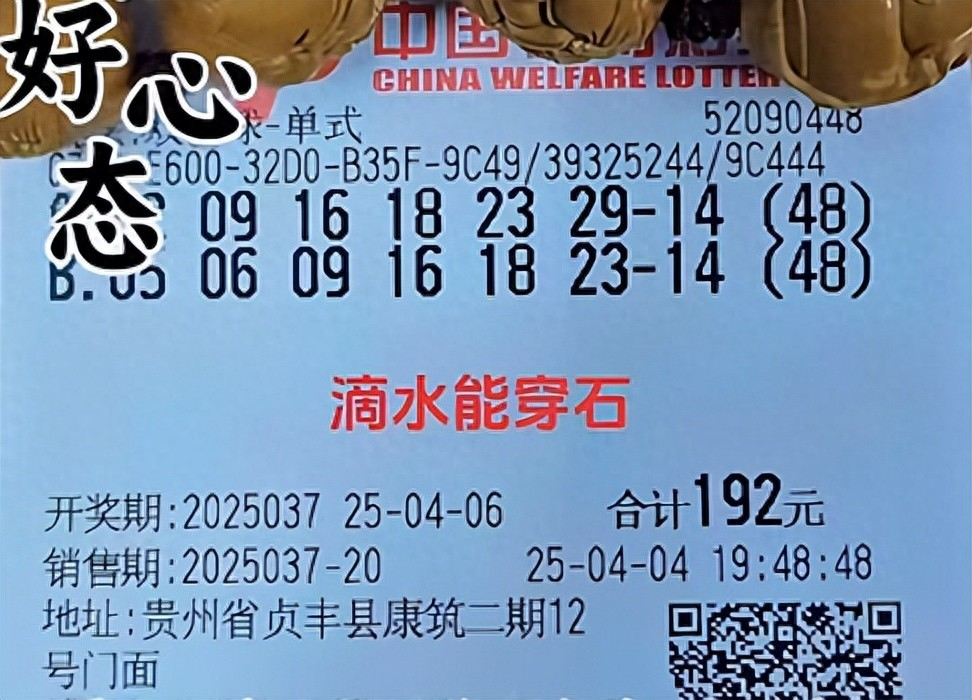 好心态
中国
CHINA WELFARE LOTTER
球-单式 52090448
E600-32D0-B35F-9C49/39325244/9C444
09 16 18 23 29-14 (48)
B.05 06 09 16 18 23-14 (48)
滴水能穿石
开奖期:2025037 25-04-06 合计192元
销售期:2025037-20 25-04-04 19:48:48
地址:贵州省贞丰县康筑二期12
号门面